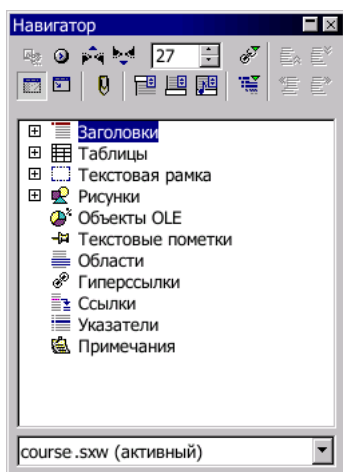 Навигатор
27
Заголовки
Таблицы
Текстовая рамка
Рисунки
Объекты OLE
Текстовые пометки
Области
Гиперссылки
Ссылки
Указатели
Примечания
course.sxw (активный)